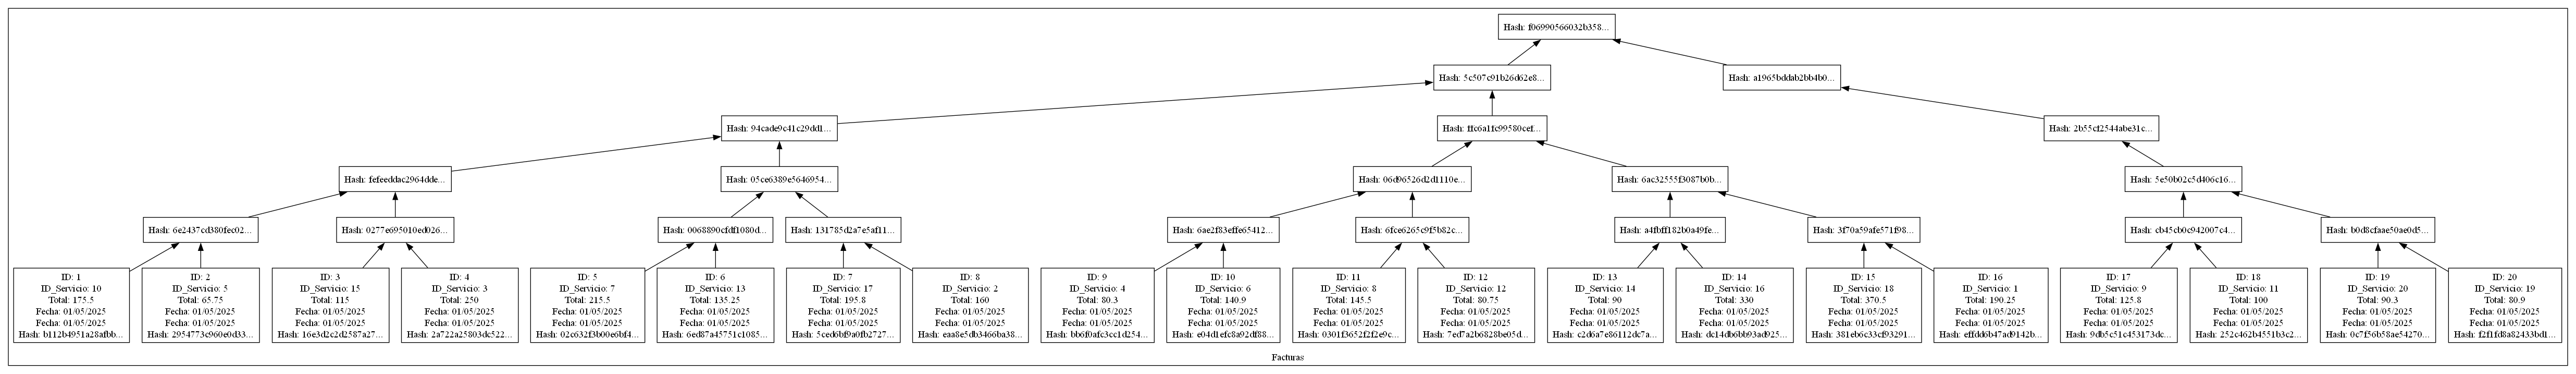 Hash: f06990566032b358...
Hash: 5c507c91b26d62e8...
Hash: a1965bddab2bb4b0...
Hash: 94cade9c41c29dd1...
Hash: ffc6a1fc99580cef...
Hash: 2b55cf2544abe31c...
Hash: fefeeddac2964dde...
Hash: 05ce6389e5646954...
Hash: 06d96526d2d1110e...
Hash: 6ac32555f3087b0b...
Hash: 5e50b02c5d406c16...
Hash: 6e2437cd380fec02...
Hash: 0277e695010ed026...
Hash: 0068890cfdf1080d...
Hash: 131785d2a7e5af11...
Hash: 6ae2f83effe65412...
Hash: 6fce6265c9f5b82c...
Hash: a4fbff182b0a49fe...
Hash: 3f70a59afe571f98...
Hash: cb45cb0c942007c4...
Hash: b0d8cfaae50ae0d5...
ID: 1
ID_Servicio: 10
Total: 175.5
Fecha: 01/05/2025
Fecha: 01/05/2025
Hash: b112b4951a28afbb...
ID: 2
ID_Servicio: 5
Total: 65.75
Fecha: 01/05/2025
Fecha: 01/05/2025
Hash: 2954773c960e0d33...
ID: 3
ID_Servicio: 15
Total: 115
Fecha: 01/05/2025
Fecha: 01/05/2025
Hash: 16e3d2c2d2587a27...
ID: 4
ID_Servicio: 3
Total: 250
Fecha: 01/05/2025
Fecha: 01/05/2025
Hash: 2a722a25803dc522...
ID: 5
ID_Servicio: 7
Total: 215.5
Fecha: 01/05/2025
Fecha: 01/05/2025
Hash: 02c632f3b00e6bf4...
ID: 6
ID_Servicio: 13
Total: 135.25
Fecha: 01/05/2025
Fecha: 01/05/2025
Hash: 6ed87a45751c1085...
ID: 7
ID_Servicio: 17
Total: 195.8
Fecha: 01/05/2025
Fecha: 01/05/2025
Hash: 5ced6bf9a0fb2727...
ID: 8
ID_Servicio: 2
Total: 160
Fecha: 01/05/2025
Fecha: 01/05/2025
Hash: eaa8e5db3466ba38...
ID: 9
ID_Servicio: 4
Total: 80.3
Fecha: 01/05/2025
Fecha: 01/05/2025
Hash: bb6f0afc3cc1d254...
ID: 10
ID_Servicio: 6
Total: 140.9
Fecha: 01/05/2025
Fecha: 01/05/2025
Hash: e04d1efc8a92df88...
ID: 11
ID_Servicio: 8
Total: 145.5
Fecha: 01/05/2025
Fecha: 01/05/2025
Hash: 0301f3652f2f2e9c...
ID: 12
ID_Servicio: 12
Total: 80.75
Fecha: 01/05/2025
Fecha: 01/05/2025
Hash: 7ed7a2b6828be05d...
ID: 13
ID_Servicio: 14
Total: 90
Fecha: 01/05/2025
Fecha: 01/05/2025
Hash: c2d6a7e86112dc7a...
ID: 14
ID_Servicio: 16
Total: 330
Fecha: 01/05/2025
Fecha: 01/05/2025
Hash: dc14db6bb93ad925...
ID: 15
ID_Servicio: 18
Total: 370.5
Fecha: 01/05/2025
Fecha: 01/05/2025
Hash: 381eb6c33cf93291...
ID: 16
ID_Servicio: 1
Total: 190.25
Fecha: 01/05/2025
Fecha: 01/05/2025
Hash: effdd6b47ad9142b...
ID: 17
ID_Servicio: 9
Total: 125.8
Fecha: 01/05/2025
Fecha: 01/05/2025
Hash: 9db5c51c453173dc...
ID: 18
ID_Servicio: 11
Total: 100
Fecha: 01/05/2025
Fecha: 01/05/2025
Hash: 252c462b4551b3c2...
ID: 19
ID_Servicio: 20
Total: 90.3
Fecha: 01/05/2025
Fecha: 01/05/2025
Hash: 0c7f56b58ae54270...
ID: 20
ID_Servicio: 19
Total: 80.9
Fecha: 01/05/2025
Fecha: 01/05/2025
Hash: f2f1fd8a82433bd1...
Facturas